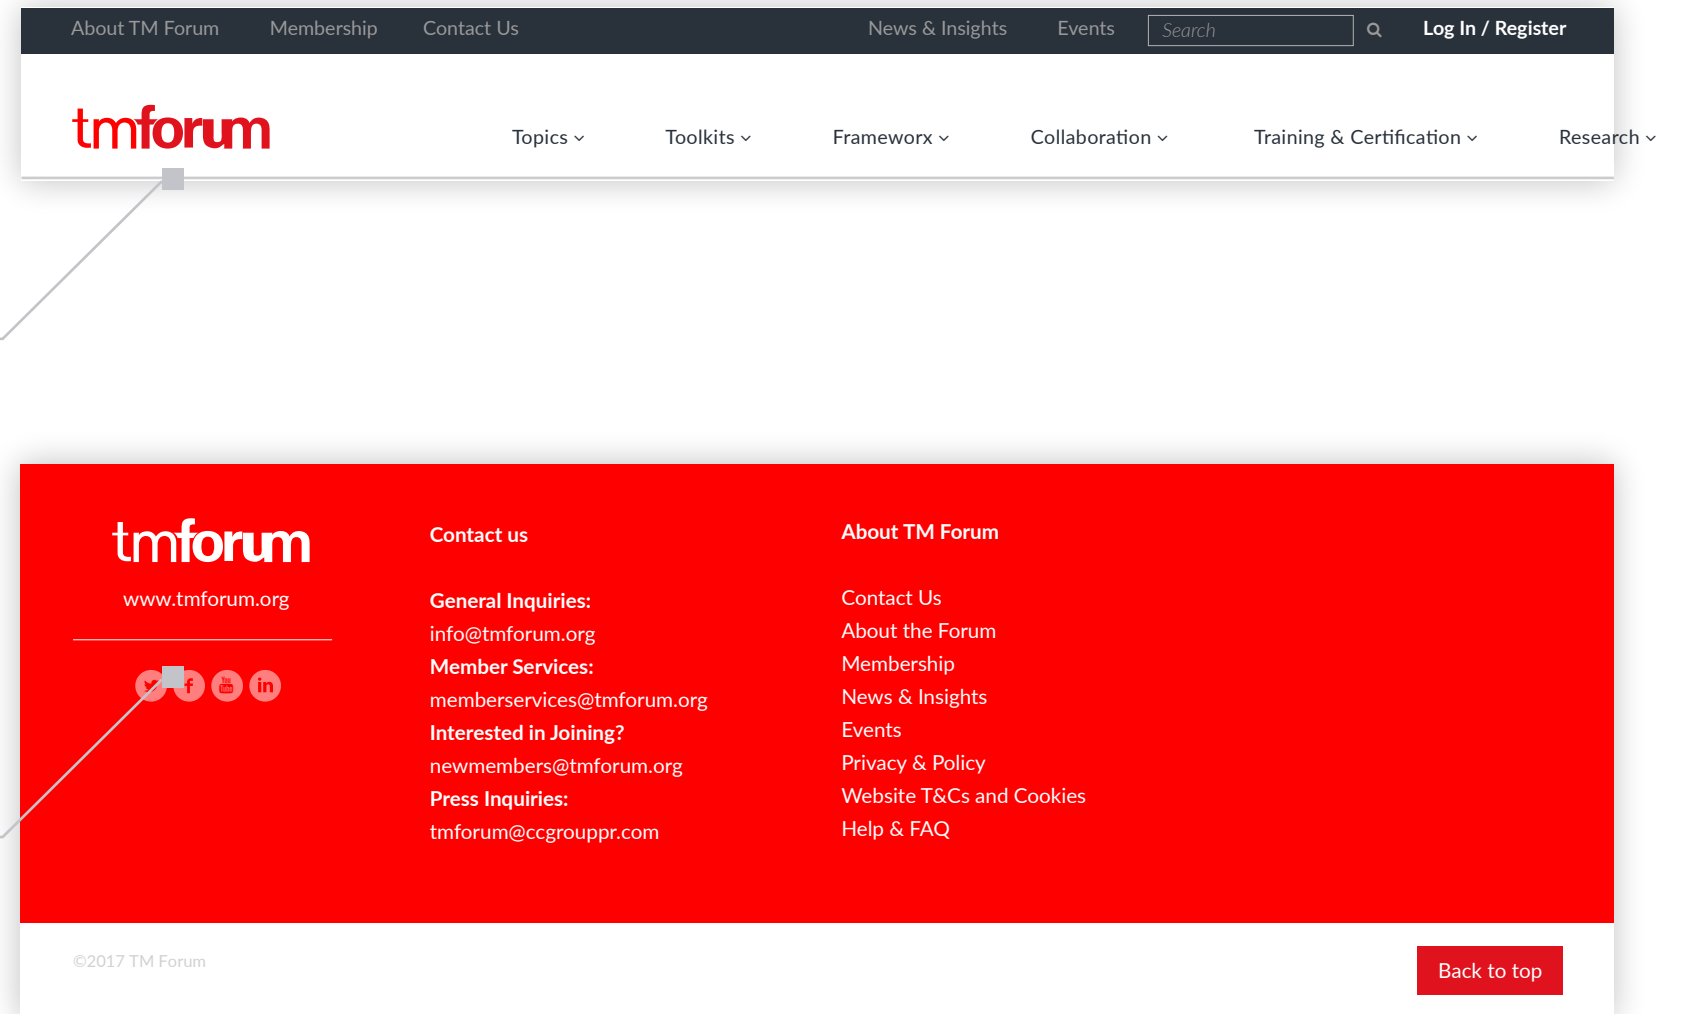 About TM Forum Membership Contact Us News & Insights Events Search Log In / Register
tmforum
Topics Toolkits Frameworx Collaboration Training & Certification Research
tmforum
www.tmforum.org
You Tube
in
Contact us
General Inquiries:
info@tmforum.org
Member Services:
memberservices@tmforum.org
Interested in Joining?
newmembers@tmforum.org
Press Inquiries:
tmforum@ccgrouppr.com
About TM Forum
Contact Us
About the Forum
Membership
News & Insights
Events
Privacy & Policy
Website T&Cs and Cookies
Help & FAQ
©2017 TM Forum
Back to top